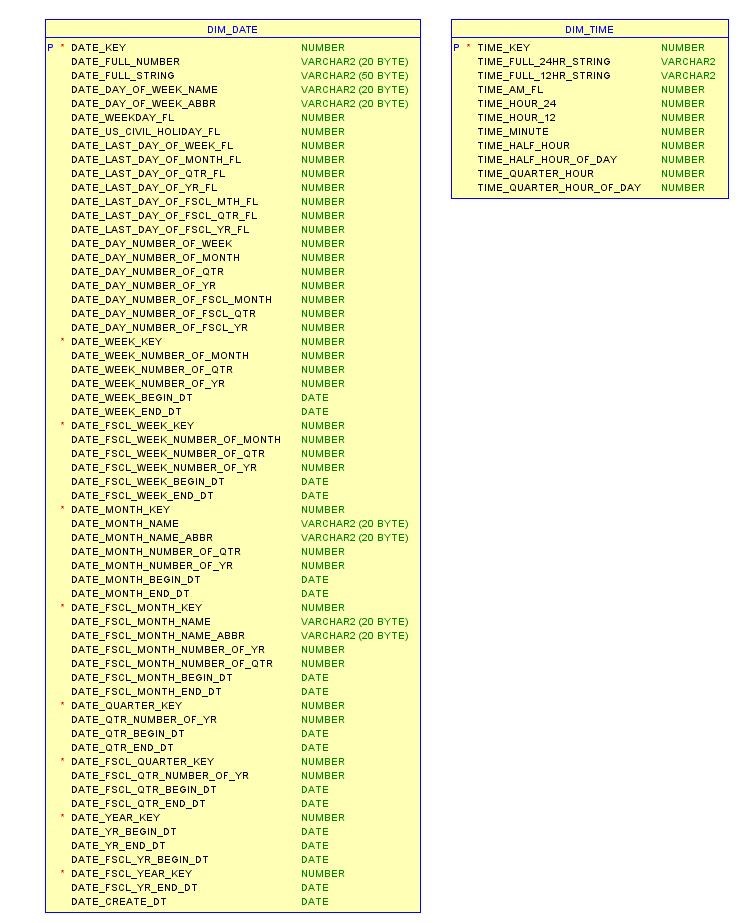 DIM_DATE
P * DATE_KEY NUMBER
DATE_FULL_NUMBER VARCHAR2 (20 BYTE)
DATE_FULL_STRING VARCHAR2 (50 BYTE)
DATE_DAY_OF_WEEK_NAME VARCHAR2 (20 BYTE)
DATE_DAY_OF_WEEK_ABBR VARCHAR2 (20 BYTE)
DATE_WEEKDAY_FL NUMBER
DATE_US_CIVIL_HOLIDAY_FL NUMBER
DATE_LAST_DAY_OF_WEEK_FL NUMBER
DATE_LAST_DAY_OF_MONTH_FL NUMBER
DATE_LAST_DAY_OF_QTR_FL NUMBER
DATE_LAST_DAY_OF_YR_FL NUMBER
DATE_LAST_DAY_OF_FSCL_MTH_FL NUMBER
DATE_LAST_DAY_OF_FSCL_QTR_FL NUMBER
DATE_LAST_DAY_OF_FSCL_YR_FL NUMBER
DATE_DAY_NUMBER_OF_WEEK NUMBER
DATE_DAY_NUMBER_OF_MONTH NUMBER
DATE_DAY_NUMBER_OF_QTR NUMBER
DATE_DAY_NUMBER_OF_YR NUMBER
DATE_DAY_NUMBER_OF_FSCL_MONTH NUMBER
DATE_DAY_NUMBER_OF_FSCL_QTR NUMBER
DATE_DAY_NUMBER_OF_FSCL_YR NUMBER
* DATE_WEEK_KEY NUMBER
DATE_WEEK_NUMBER_OF_MONTH NUMBER
DATE_WEEK_NUMBER_OF_QTR NUMBER
DATE_WEEK_NUMBER_OF_YR NUMBER
DATE_WEEK_BEGIN_DT DATE
DATE_WEEK_END_DT DATE
* DATE_FSCL_WEEK_KEY NUMBER
DATE_FSCL_WEEK_NUMBER_OF_MONTH NUMBER
DATE_FSCL_WEEK_NUMBER_OF_QTR NUMBER
DATE_FSCL_WEEK_NUMBER_OF_YR NUMBER
DATE_FSCL_WEEK_BEGIN_DT DATE
DATE_FSCL_WEEK_END_DT DATE
* DATE_MONTH_KEY NUMBER
DATE_MONTH_NAME VARCHAR2 (20 BYTE)
DATE_MONTH_NAME_ABBR VARCHAR2 (20 BYTE)
DATE_MONTH_NUMBER_OF_QTR NUMBER
DATE_MONTH_NUMBER_OF_YR NUMBER
DATE_MONTH_BEGIN_DT DATE
DATE_MONTH_END_DT DATE
* DATE_FSCL_MONTH_KEY NUMBER
DATE_FSCL_MONTH_NAME VARCHAR2 (20 BYTE)
DATE_FSCL_MONTH_NAME_ABBR VARCHAR2 (20 BYTE)
DATE_FSCL_MONTH_NUMBER_OF_YR NUMBER
DATE_FSCL_MONTH_NUMBER_OF_QTR NUMBER
DATE_FSCL_MONTH_BEGIN_DT DATE
DATE_FSCL_MONTH_END_DT DATE
* DATE_QUARTER_KEY NUMBER
DATE_QTR_NUMBER_OF_YR NUMBER
DATE_QTR_BEGIN_DT DATE
DATE_QTR_END_DT DATE
* DATE_FSCL_QUARTER_KEY NUMBER
DATE_FSCL_QTR_NUMBER_OF_YR NUMBER
DATE_FSCL_QTR_BEGIN_DT DATE
DATE_FSCL_QTR_END_DT DATE
* DATE_YEAR_KEY NUMBER
DATE_YR_BEGIN_DT DATE
DATE_YR_END_DT DATE
DATE_FSCL_YR_BEGIN_DT DATE
* DATE_FSCL_YEAR_KEY NUMBER
DATE_FSCL_YR_END_DT DATE
DATE_CREATE_DT DATE
DIM_TIME
P * TIME_KEY NUMBER
TIME_FULL_24HR_STRING VARCHAR2
TIME_FULL_12HR_STRING VARCHAR2
TIME_AM_FL NUMBER
TIME_HOUR_24 NUMBER
TIME_HOUR_12 NUMBER
TIME_MINUTE NUMBER
TIME_HALF_HOUR NUMBER
TIME_HALF_HOUR_OF_DAY NUMBER
TIME_QUARTER_HOUR NUMBER
TIME_QUARTER_HOUR_OF_DAY NUMBER